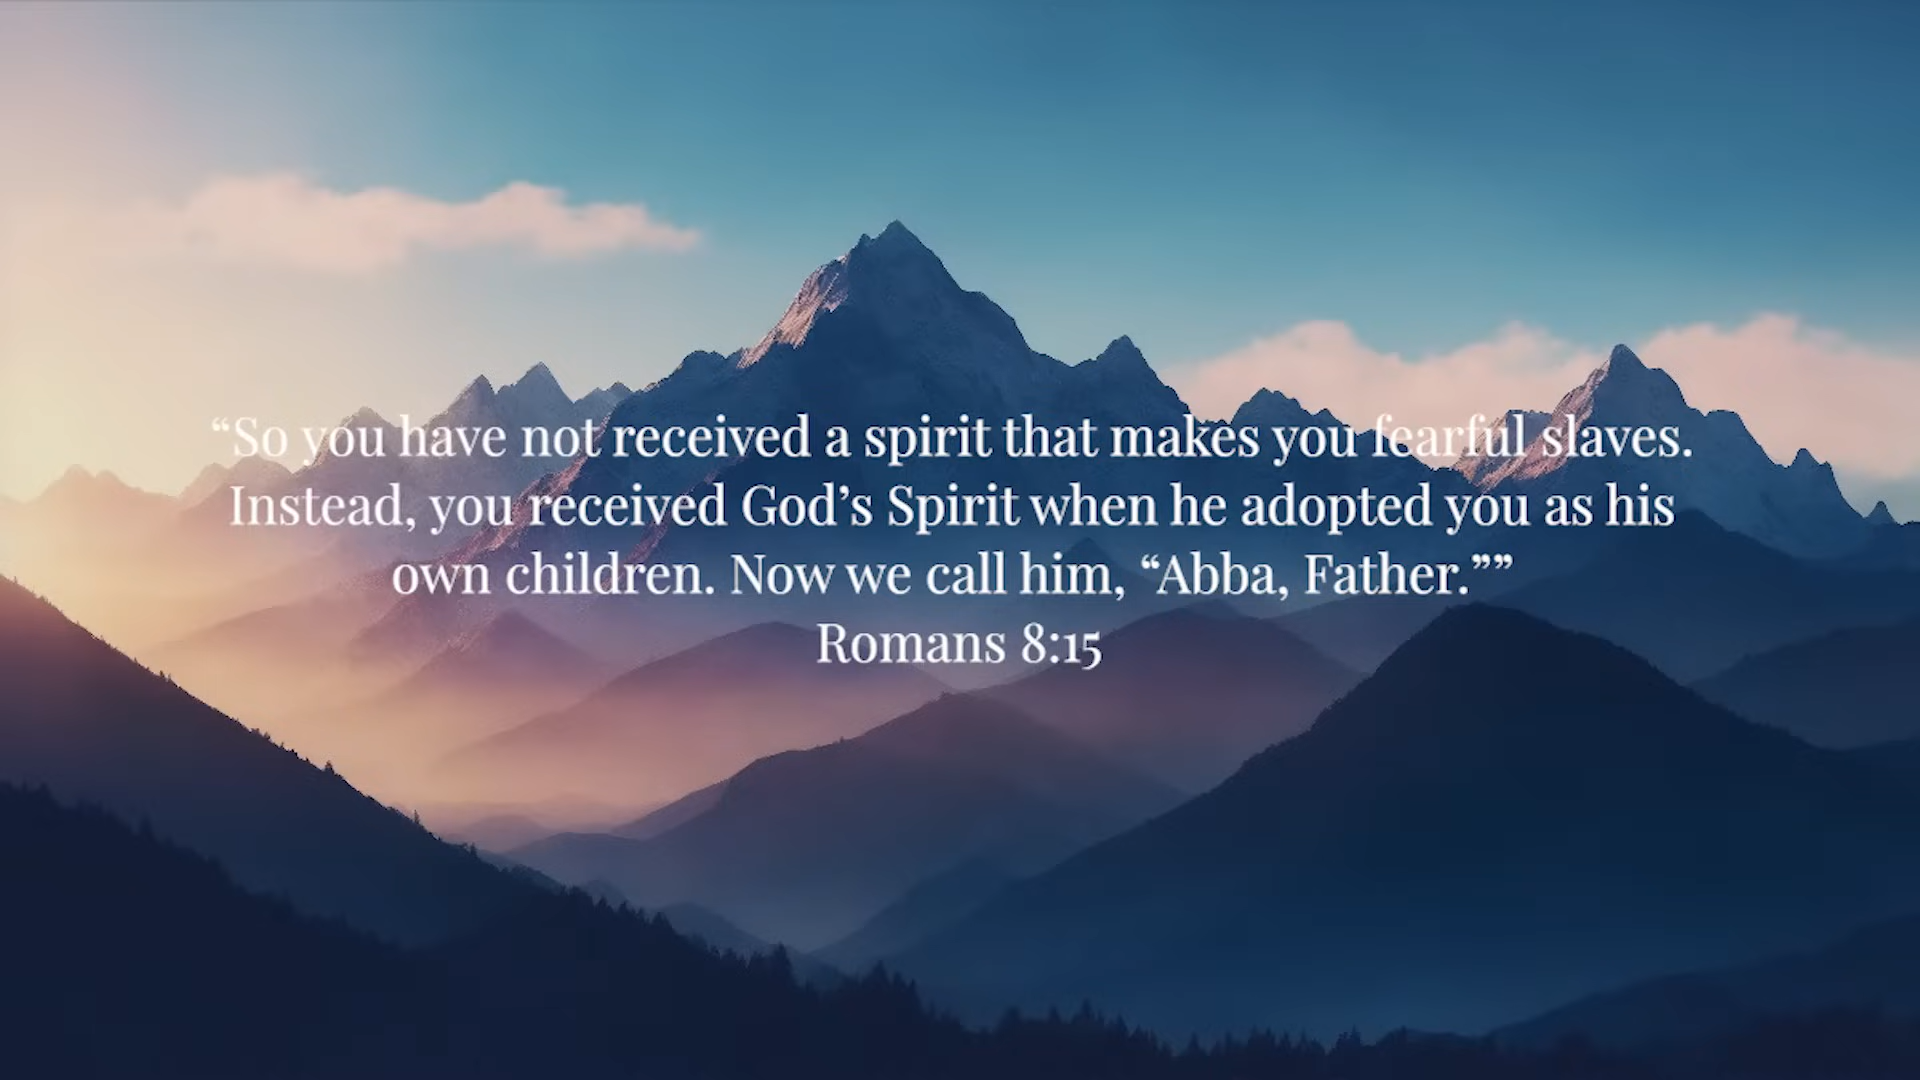 “So you have not received a spirit that makes you fearful slaves.
Instead, you received God’s Spirit when he adopted you as his
own children. Now we call him, “Abba, Father.””
Romans 8:15